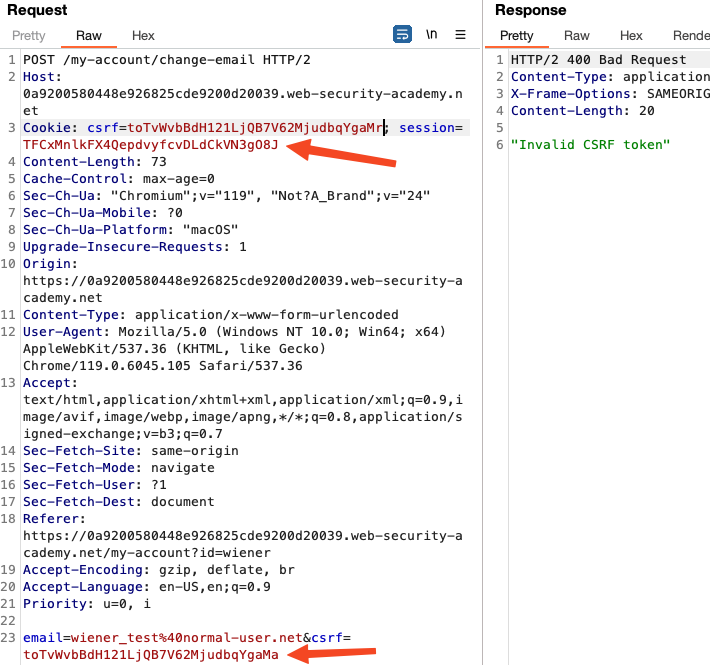 Request
Response
Pretty Raw Hex \n
Pretty Raw Hex Rende
1 POST /my-account/change-email HTTP/2
2 Host:
0a9200580448e926825cde9200d20039.web-security-academy.n
et
3 Cookie: csrf=toTvWvbBdH121LjQB7V62MjudbqYgaMr; session=
TFCxMnlkFX4QepdvyfcvDLdCkVN3gO8J
4 Content-Length: 73
5 Cache-Control: max-age=0
6 Sec-Ch-Ua: "Chromium";v="119", "Not?A_Brand";v="24"
7 Sec-Ch-Ua-Mobile: ?0
8 Sec-Ch-Ua-Platform: "macOS"
9 Upgrade-Insecure-Requests: 1
10 Origin:
https://0a9200580448e926825cde9200d20039.web-security-a
cademy.net
11 Content-Type: application/x-www-form-urlencoded
12 User-Agent: Mozilla/5.0 (Windows NT 10.0; Win64; x64)
AppleWebKit/537.36 (KHTML, like Gecko)
Chrome/119.0.6045.105 Safari/537.36
13 Accept:
text/html,application/xhtml+xml,application/xml;q=0.9,i
mage/avif,image/webp,image/apng,*/*;q=0.8,application/s
igned-exchange;v=b3;q=0.7
14 Sec-Fetch-Site: same-origin
15 Sec-Fetch-Mode: navigate
16 Sec-Fetch-User: ?1
17 Sec-Fetch-Dest: document
18 Referer:
https://0a9200580448e926825cde9200d20039.web-security-a
cademy.net/my-account?id=wiener
19 Accept-Encoding: gzip, deflate, br
20 Accept-Language: en-US,en;q=0.9
21 Priority: u=0, i
22
23 email=wiener_test%40normal-user.net&csrf=
toTvWvbBdH121LjQB7V62MjudbqYgaMa
1 HTTP/2 400 Bad Request
2 Content-Type: application
3 X-Frame-Options: SAMEORIG
4 Content-Length: 20
5
6 "Invalid CSRF token"